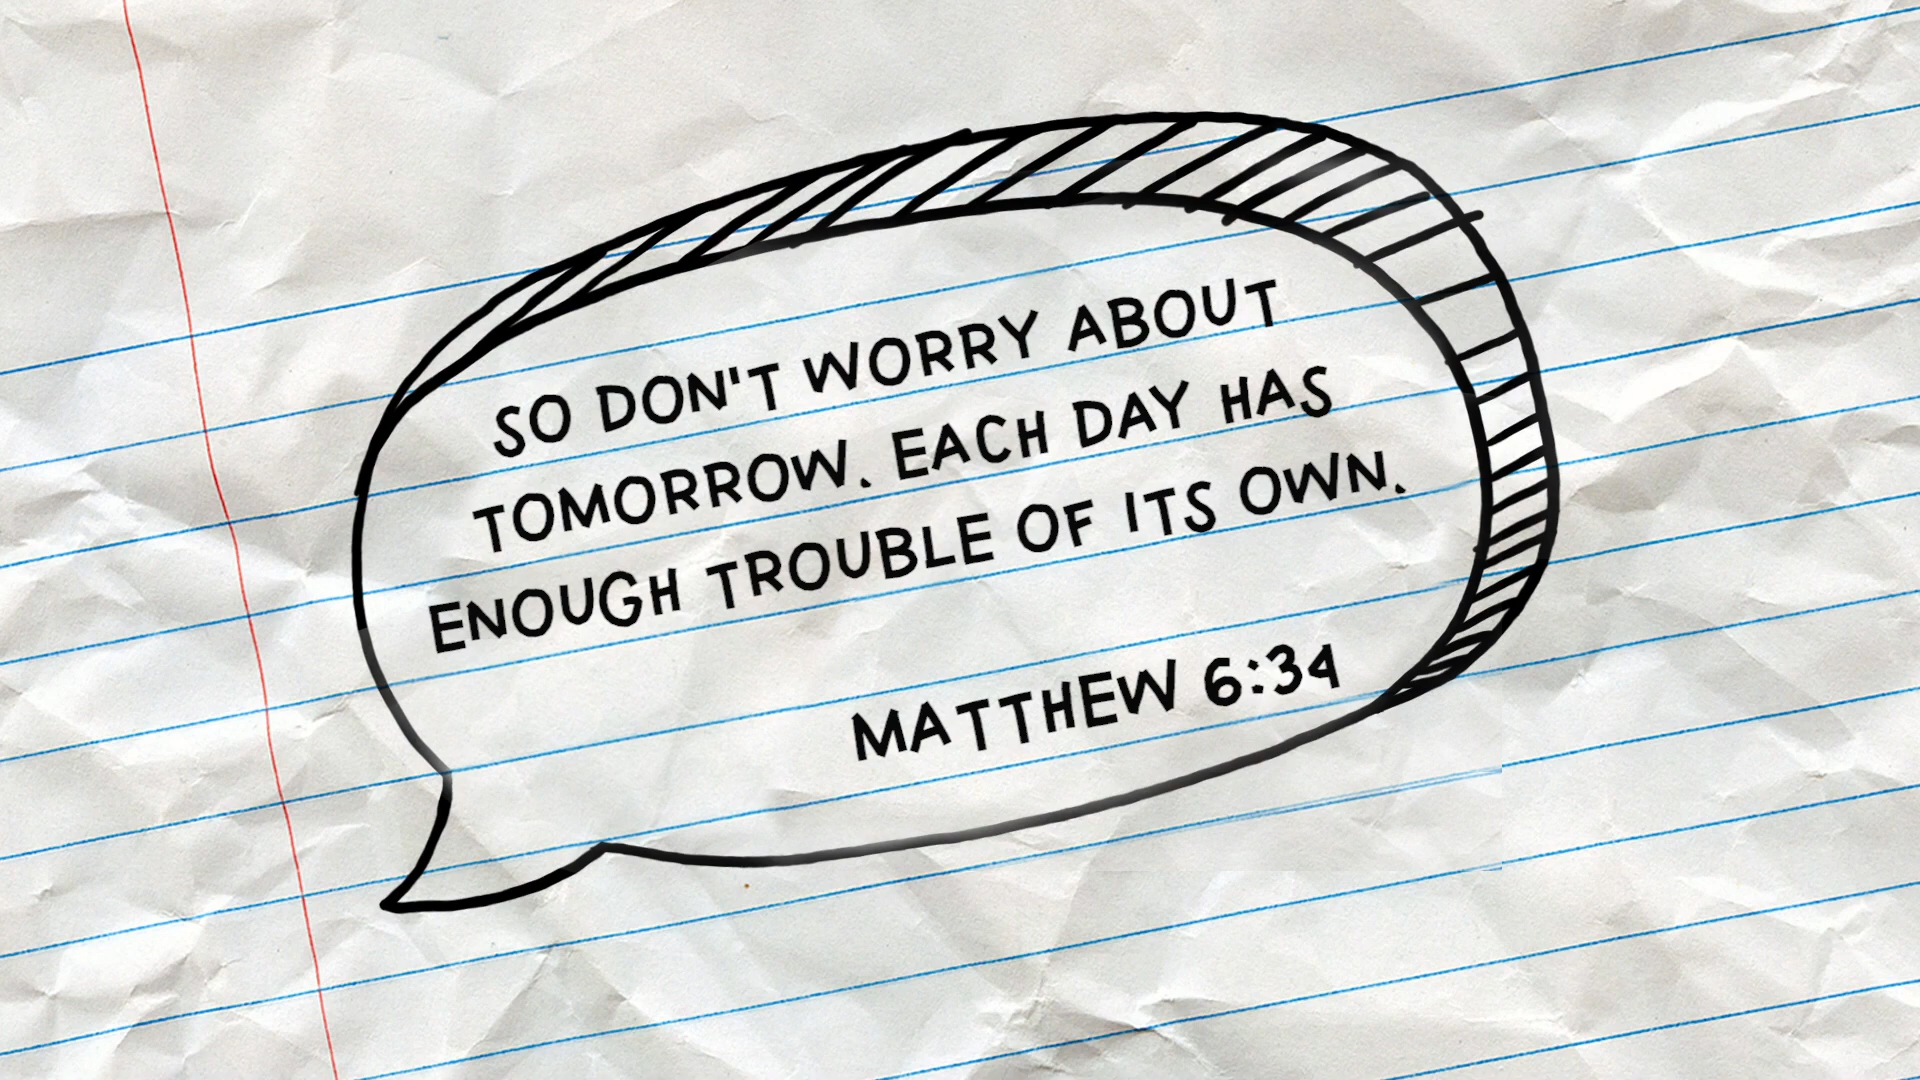 SO DON'T WORRY ABOUT
TOMORROW. EACH DAY HAS
ENOUGH TROUBLE OF ITS OWN.
MATTHEW 6:34